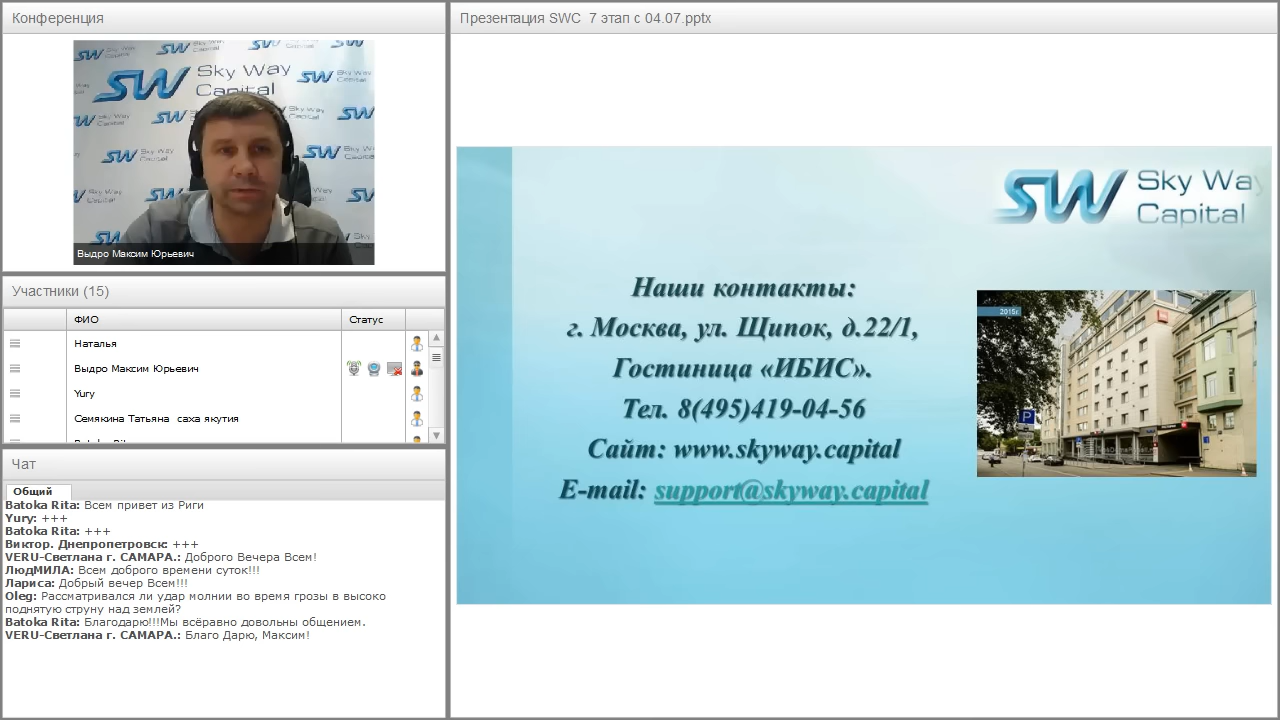 Конференция
Sky Way
Capital
Выдро Максим Юрьевич
Участники (15)
ФИО
Статус
Наталья
Выдро Максим Юрьевич
Yury
Семякина Татьяна  саха якутия
Чат
Общий
Batoka Rita: Всем привет из Риги
Yury: +++
Batoka Rita: +++
Виктор. Днепропетровск: +++
VERU-Светлана г. САМАРА.: Доброго Вечера Всем!
ЛюдМИЛА: Всем доброго времени суток!!!
Лариса: Добрый вечер Всем!!!
Oleg: Рассматривался ли удар молнии во время грозы в высоко
поднятую струну над землей?
Batoka Rita: Благодарю!!!Мы всёравно довольны общением.
VERU-Светлана г. САМАРА.: Благо Дарю, Максим!
Презентация SWC  7 этап с 04.07.pptx
SW Sky Way
Capital
Наши контакты:
г. Москва, ул. Щипок, д.22/1,
Гостиница «ИБИС».
Тел. 8(495)419-04-56
Сайт: www.skyway.capital
E-mail: support@skyway.capital
2015г
P